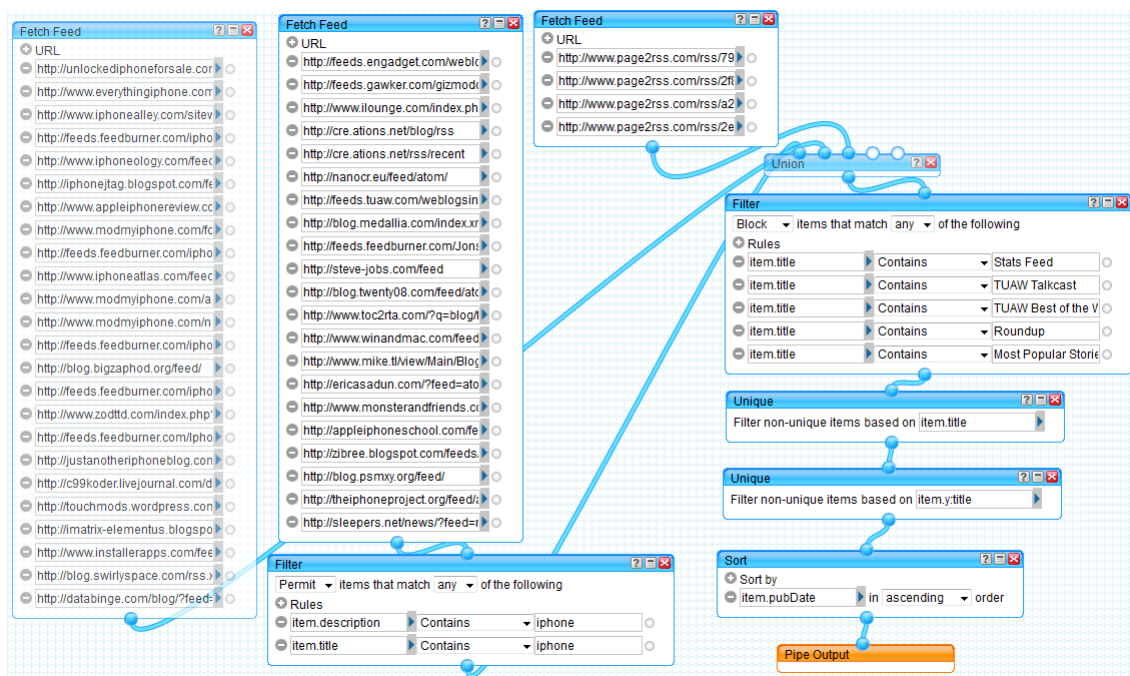 Fetch Feed
URL
http://unlockediphoneforsale.cor
http://www.everythingiphone.com
http://www.iphonealley.com/sitev
http://feeds.feedburner.com/ipho
http://www.iphoneology.com/feec
http://iphonejtag.blogspot.com/fe
http://www.appleiphonereview.cc
http://www.modmyiphone.com/fc
http://feeds.feedburner.com/ipho
http://www.iphoneatlas.com/feec
http://www.modmyiphone.com/a
http://www.modmyiphone.com/n
http://feeds.feedburner.com/ipho
http://blog.bigzaphod.org/feed/
http://feeds.feedburner.com/ipho
http://www.zodttd.com/index.php'
http://feeds.feedburner.com/Ipho
http://justanotheriphoneblog.con
http://c99koder.livejournal.com/d
http://touchmods.wordpress.con
http://imatrix-elementus.blogspo
http://www.installerapps.com/fee
http://blog.swirlyspace.com/rss.x
http://databinge.com/blog/?feed=
Fetch Feed
URL
http://feeds.engadget.com/weblc
http://feeds.gawker.com/gizmodc
http://www.ilounge.com/index.ph
http://cre.ations.net/blog/rss
http://cre.ations.net/rss/recent
http://nanocr.eu/feed/atom/
http://feeds.tuaw.com/weblogsin
http://blog.medallia.com/index.xr
http://feeds.feedburner.com/Jons
http://steve-jobs.com/feed
http://blog.twenty08.com/feed/atc
http://www.toc2rta.com/?q=blog/f
http://www.winandmac.com/feed
http://www.mike.tl/view/Main/Blog
http://ericasadun.com/?feed=ato
http://www.monsterandfriends.cc
http://appleiphoneschool.com/fe
http://zibree.blogspot.com/feeds.
http://blog.psmxy.org/feed/
http://theiphoneproject.org/feed/a
http://sleepers.net/news/?feed=r
Filter
Permit items that match any of the following
Rules
item.description Contains iphone
item.title Contains iphone
Fetch Feed
URL
http://www.page2rss.com/rss/79
http://www.page2rss.com/rss/2f8
http://www.page2rss.com/rss/a2
http://www.page2rss.com/rss/2e
Union
Filter
Block items that match any of the following
Rules
item.title Contains Stats Feed
item.title Contains TUAW Talkcast
item.title Contains TUAW Best of the W
item.title Contains Roundup
item.title Contains Most Popular Storie
Unique
Filter non-unique items based on item.title
Unique
Filter non-unique items based on item.y:title
Sort
Sort by
item.pubDate in ascending order
Pipe Output